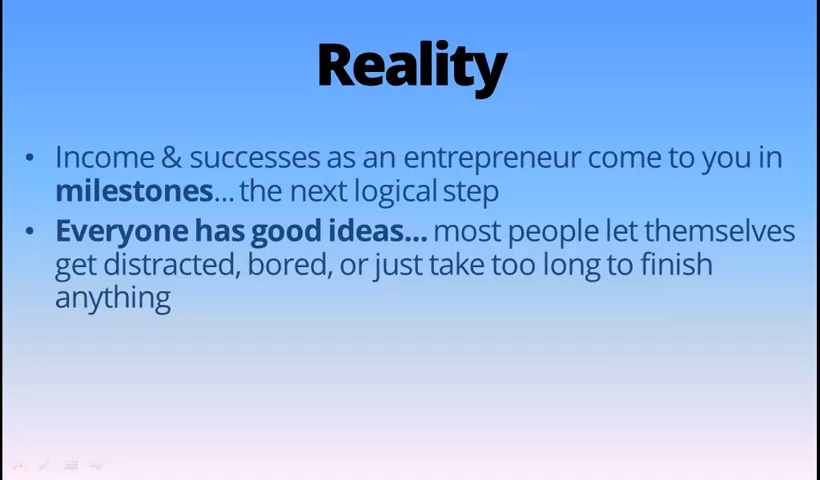 Reality
• Income & successes as an entrepreneur come to you in
milestones... the next logical step
• Everyone has good ideas... most people let themselves
get distracted, bored, or just take too long to finish
anything